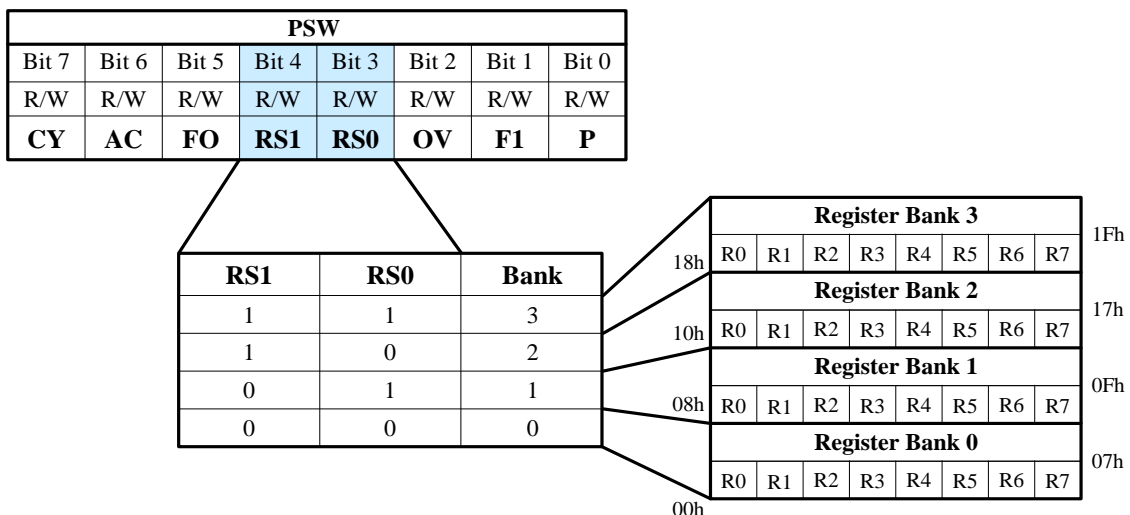 PSW
Bit 7 Bit 6 Bit 5 Bit 4 Bit 3 Bit 2 Bit 1 Bit 0
R/W R/W R/W R/W R/W R/W R/W R/W
CY AC FO RS1 RS0 OV F1 P
RS1 RS0 Bank
1 1 3
1 0 2
0 1 1
0 0 0
Register Bank 3
1Fh
18h R0 R1 R2 R3 R4 R5 R6 R7
Register Bank 2
17h
10h R0 R1 R2 R3 R4 R5 R6 R7
Register Bank 1
0Fh
08h R0 R1 R2 R3 R4 R5 R6 R7
Register Bank 0
07h
R0 R1 R2 R3 R4 R5 R6 R7
00h